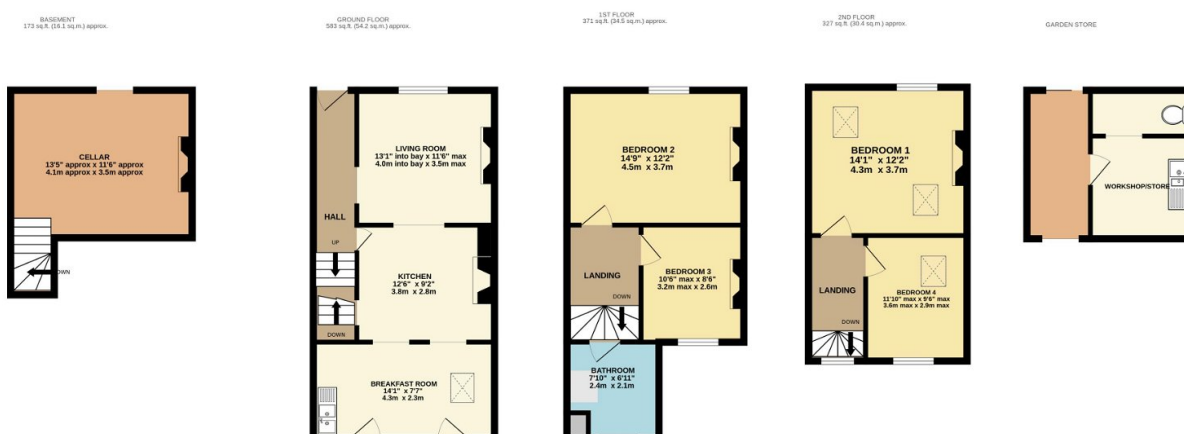 BASEMENT
173 sq.ft. (16.1 sq.m.) approx.
GROUND FLOOR
583 sq.ft. (54.2 sq.m.) approx.
1ST FLOOR
371 sq.ft. (34.5 sq.m.) approx.
2ND FLOOR
327 sq.ft. (30.4 sq.m.) approx.
GARDEN STORE
CELLAR
13'5" approx x 11'6" approx
4.1m approx x 3.5m approx
DOWN
LIVING ROOM
13'1" into bay x 11'6" max
4.0m into bay x 3.5m max
HALL
UP
KITCHEN
12'6" x 9'2"
3.8m x 2.8m
DOWN
BREAKFAST ROOM
14'1" x 7'7"
4.3m x 2.3m
BEDROOM 2
14'9" x 12'2"
4.5m x 3.7m
LANDING
DOWN
BEDROOM 3
10'6" max x 8'6"
3.2m max x 2.6m
BATHROOM
7'10" x 6'11"
2.4m x 2.1m
BEDROOM 1
14'1" x 12'2"
4.3m x 3.7m
LANDING
DOWN
BEDROOM 4
11'10" max x 9'6" max
3.6m max x 2.9m max
WORKSHOP/STORE